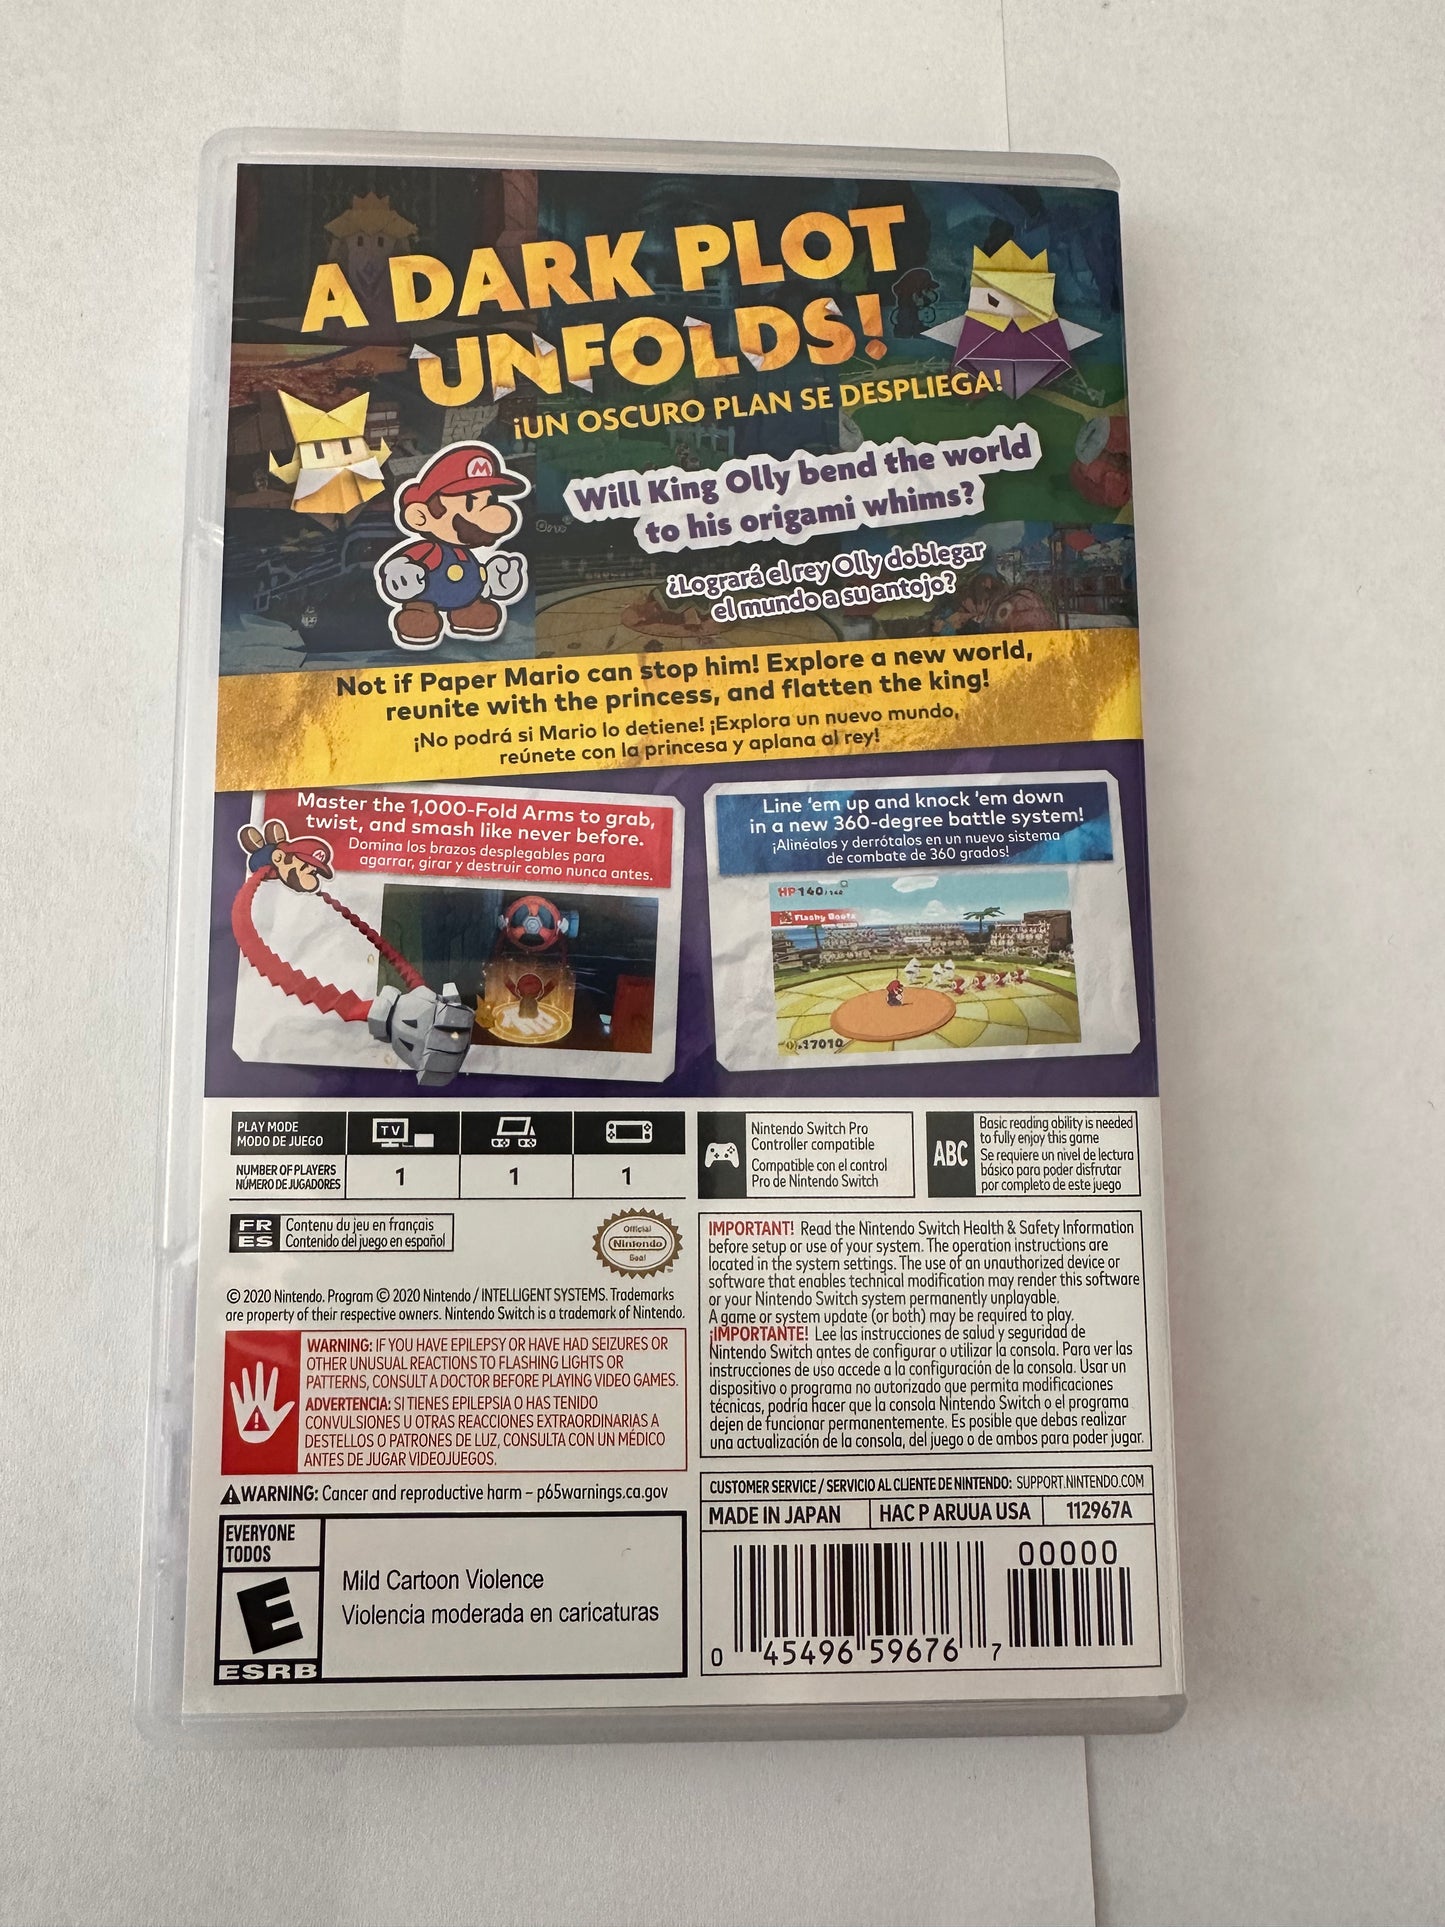 A DARK PLOT
UNFOLDS!
¡UN OSCURO PLAN SE DESPLIEGA!
Will King Olly bend the world
to his origami whims?
¿Logrará el rey Olly doblegar
el mundo a su antojo?
Not if Paper Mario can stop him! Explore a new world,
reunite with the princess, and flatten the king!
¡No podrá si Mario lo detiene! ¡Explora un nuevo mundo,
reúnete con la princesa y aplana al rey!
Master the 1,000-Fold Arms to grab,
twist, and smash like never before.
Domina los brazos desplegables para
agarrar, girar y destruir como nunca antes.
Line 'em up and knock 'em down
in a new 360-degree battle system!
¡Alinéalos y derrótalos en un nuevo sistema
de combate de 360 grados!
HP 140/140
Flashy Boots
PLAY MODE
MODO DE JUEGO
TV
NUMBER OF PLAYERS
NÚMERO DE JUGADORES
1 1 1
Nintendo Switch Pro
Controller compatible
Compatible con el control
Pro de Nintendo Switch
ABC
Basic reading ability is needed
to fully enjoy this game
Se requiere un nivel de lectura
básico para poder disfrutar
por completo de este juego
FR Contenu du jeu en français
ES Contenido del juego en español
Official
Nintendo
Seal
© 2020 Nintendo. Program © 2020 Nintendo / INTELLIGENT SYSTEMS. Trademarks
are property of their respective owners. Nintendo Switch is a trademark of Nintendo.
WARNING: IF YOU HAVE EPILEPSY OR HAVE HAD SEIZURES OR
OTHER UNUSUAL REACTIONS TO FLASHING LIGHTS OR
PATTERNS, CONSULT A DOCTOR BEFORE PLAYING VIDEO GAMES.
ADVERTENCIA: SI TIENES EPILEPSIA O HAS TENIDO
CONVULSIONES U OTRAS REACCIONES EXTRAORDINARIAS A
DESTELLOS O PATRONES DE LUZ, CONSULTA CON UN MÉDICO
ANTES DE JUGAR VIDEOJUEGOS.
WARNING: Cancer and reproductive harm – p65warnings.ca.gov
EVERYONE
TODOS
E
ESRB
Mild Cartoon Violence
Violencia moderada en caricaturas
IMPORTANT! Read the Nintendo Switch Health & Safety Information
before setup or use of your system. The operation instructions are
located in the system settings. The use of an unauthorized device or
software that enables technical modification may render this software
or your Nintendo Switch system permanently unplayable.
A game or system update (or both) may be required to play.
¡IMPORTANTE! Lee las instrucciones de salud y seguridad de
Nintendo Switch antes de configurar o utilizar la consola. Para ver las
instrucciones de uso accede a la configuración de la consola. Usar un
dispositivo o programa no autorizado que permita modificaciones
técnicas, podría hacer que la consola Nintendo Switch o el programa
dejen de funcionar permanentemente. Es posible que debas realizar
una actualización de la consola, del juego o de ambos para poder jugar.
CUSTOMER SERVICE / SERVICIO AL CLIENTE DE NINTENDO: SUPPORT.NINTENDO.COM
MADE IN JAPAN HAC P ARUUA USA 112967A
00000
0 45496 59676 7